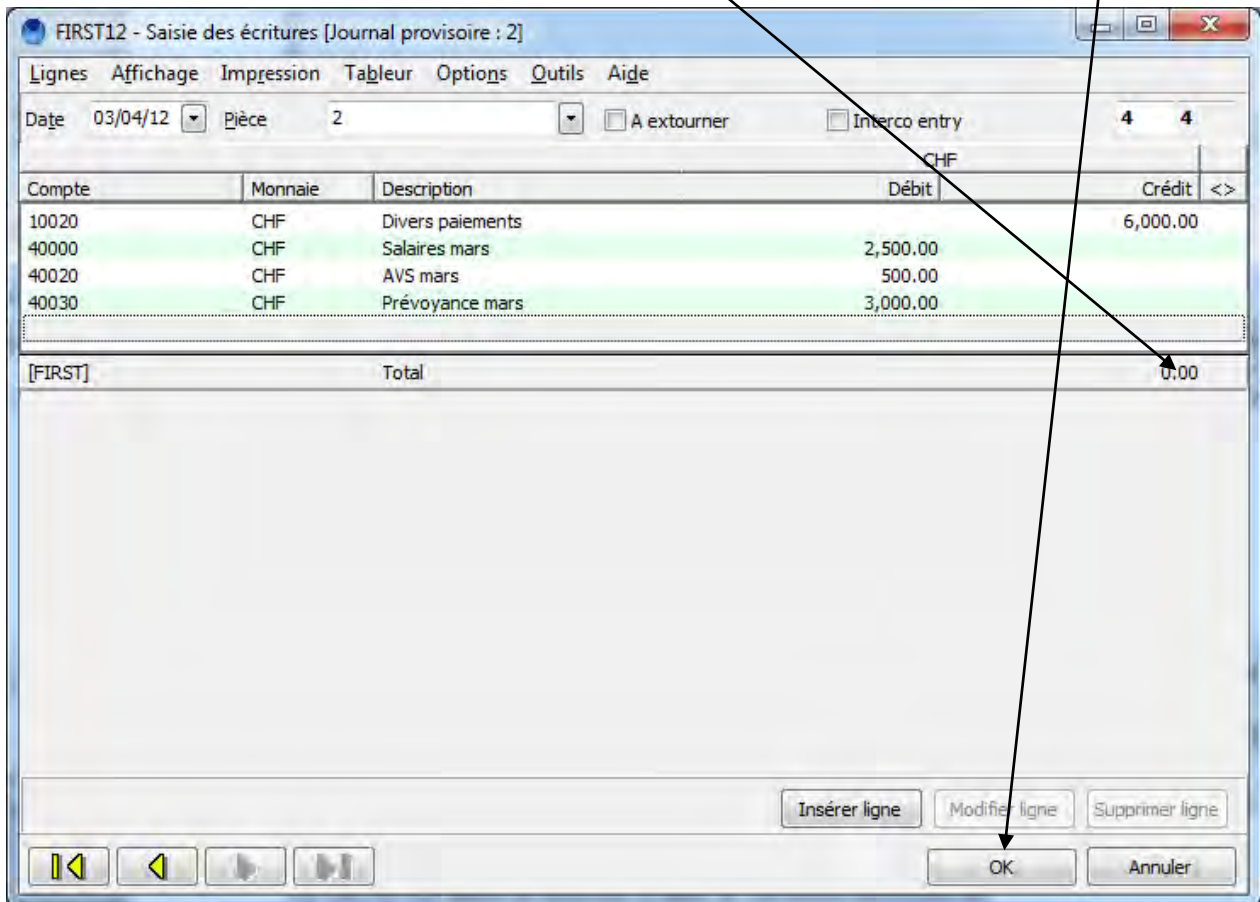 FIRST12 - Saisie des écritures [Journal provisoire : 2]
Lignes Affichage Impression Tableur Options Outils Aide
Date 03/04/12 Pièce 2 A extourner Interco entry 4 4
CHF
Compte Monnaie Description Débit Crédit <>
10020 CHF Divers paiements 6,000.00
40000 CHF Salaires mars 2,500.00
40020 CHF AVS mars 500.00
40030 CHF Prévoyance mars 3,000.00
[FIRST] Total 0.00
Insérer ligne Modifier ligne Supprimer ligne
OK Annuler